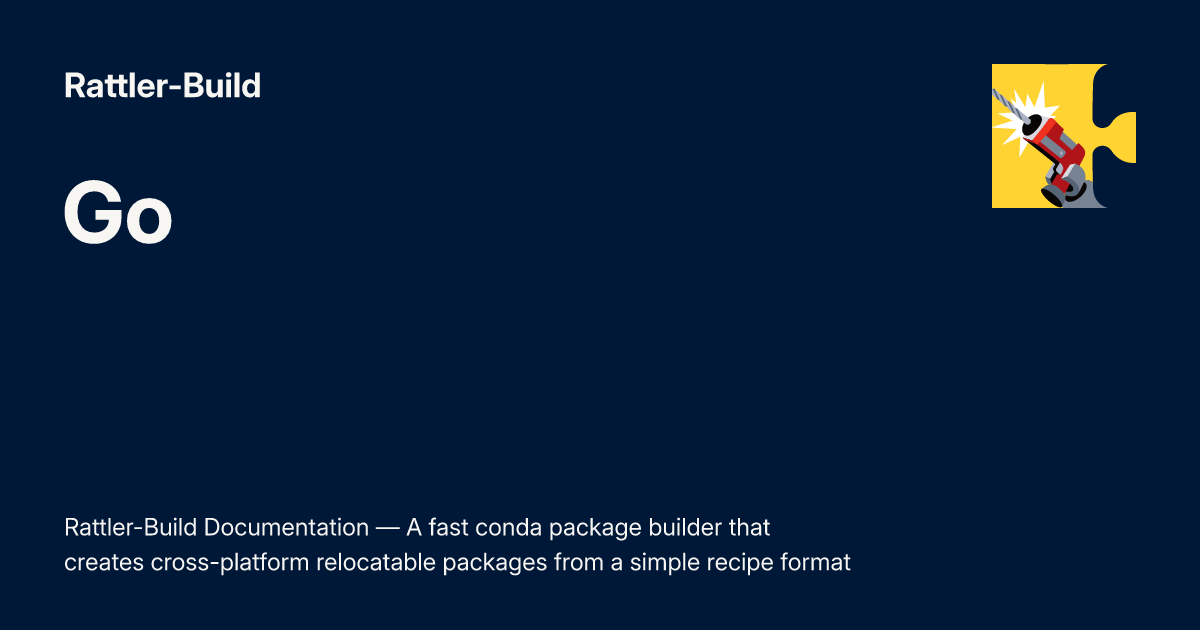 Rattler-Build
Go
Rattler-Build Documentation — A fast conda package builder that
creates cross-platform relocatable packages from a simple recipe format